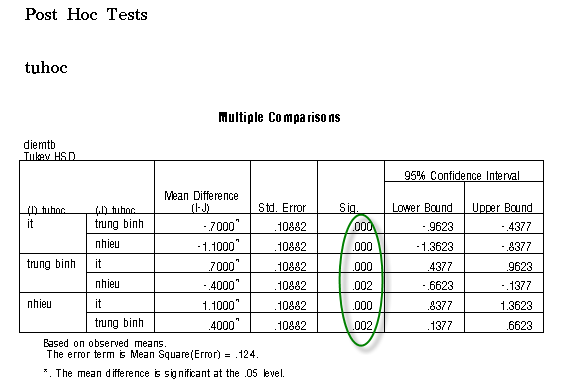 Post Hoc Tests
tuhoc
Multiple Comparisons
diemtb
Tukey HSD
95% Confidence Interval
(I) tuhoc (J) tuhoc Mean Difference (I-J) Std. Error Sig. Lower Bound Upper Bound
it trung binh -.7000* .10882 .000 -.9623 -.4377
nhieu -1.1000* .10882 .000 -1.3623 -.8377
trung binh it .7000* .10882 .000 .4377 .9623
nhieu -.4000* .10882 .002 -.6623 -.1377
nhieu it 1.1000* .10882 .000 .8377 1.3623
trung binh .4000* .10882 .002 .1377 .6623
Based on observed means.
The error term is Mean Square(Error) = .124.
*. The mean difference is significant at the .05 level.